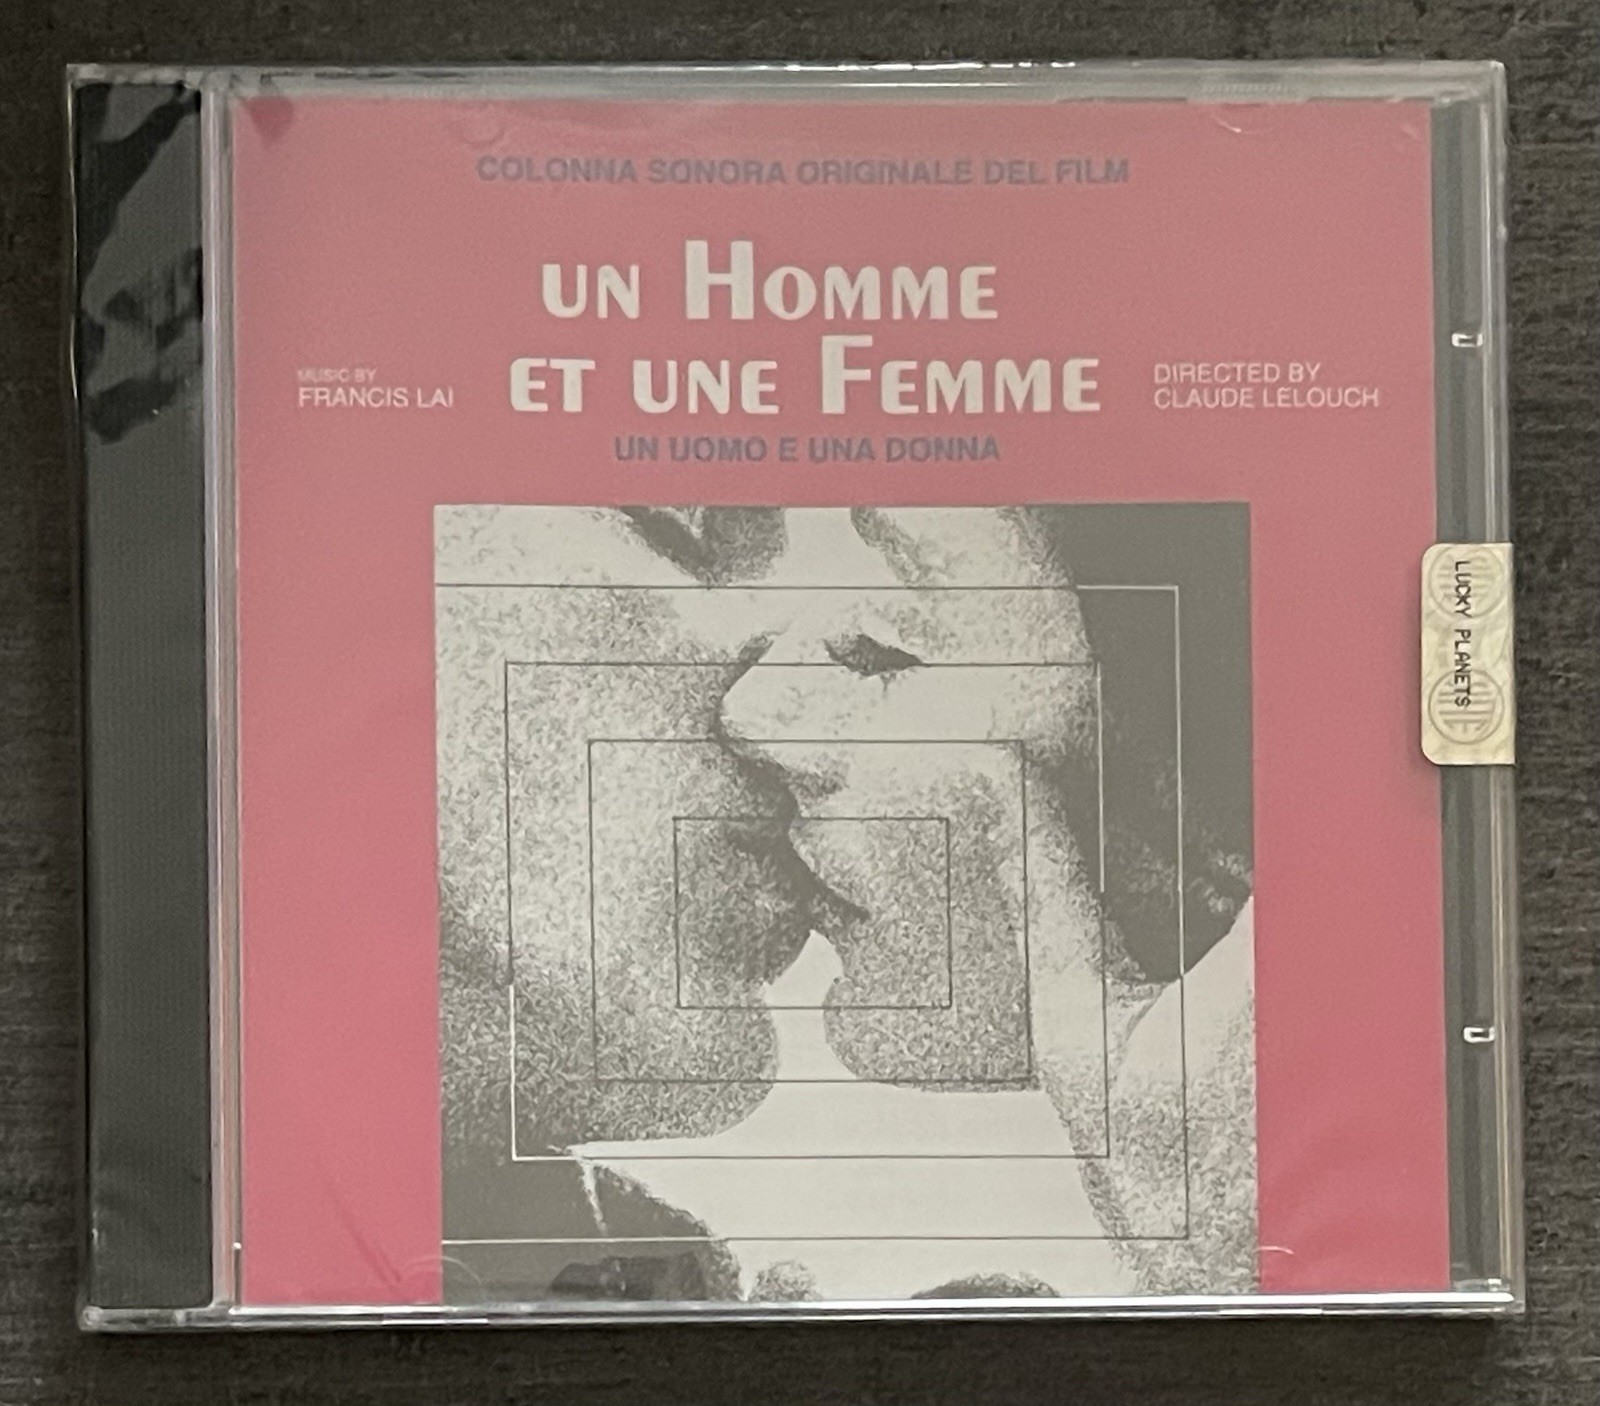 COLONNA SONORA ORIGINALE DEL FILM
UN HOMME
ET UNE FEMME
MUSIC BY
FRANCIS LAI
DIRECTED BY
CLAUDE LELOUCH
UN UOMO E UNA DONNA
LUCKY PLANETS